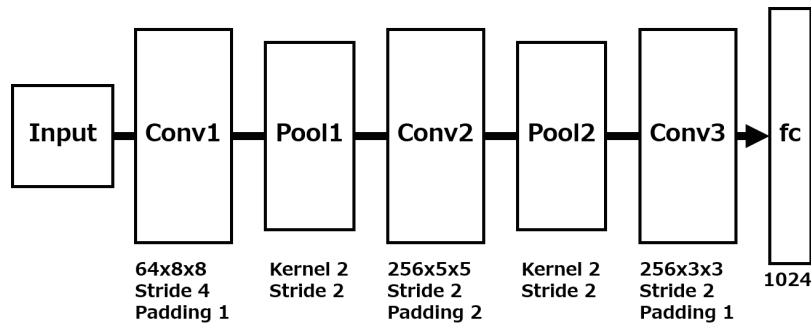 Input
Conv1
Pool1
Conv2
Pool2
Conv3
fc
64x8x8
Stride 4
Padding 1
Kernel 2
Stride 2
256x5x5
Stride 2
Padding 2
Kernel 2
Stride 2
256x3x3
Stride 2
Padding 1
1024